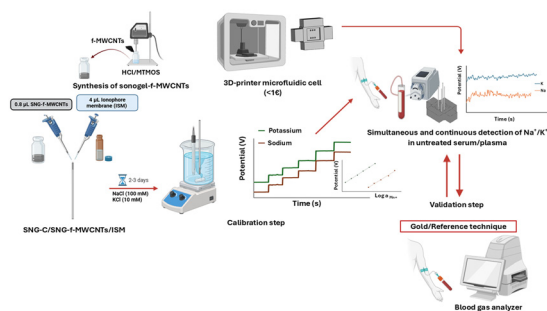 f-MWCNTs
HCl/MTMOS
Synthesis of sonogel-f-MWCNTs
0.8 µL SNG-f-MWCNTs
4 µL Ionophore
membrane (ISM)
2-3 days
NaCl (100 mM)
KCl (10 mM)
SNG-C/SNG-f-MWCNTs/ISM
3D-printer microfluidic cell
(<1€)
Potential (V)
Potassium
Sodium
Time (s)
Potential (V)
Calibration step
Potential (V)
K
Na
Time (s)
Simultaneous and continuous detection of Na⁺/K⁺
in untreated serum/plasma
Validation step
Gold/Reference technique
Blood gas analyzer